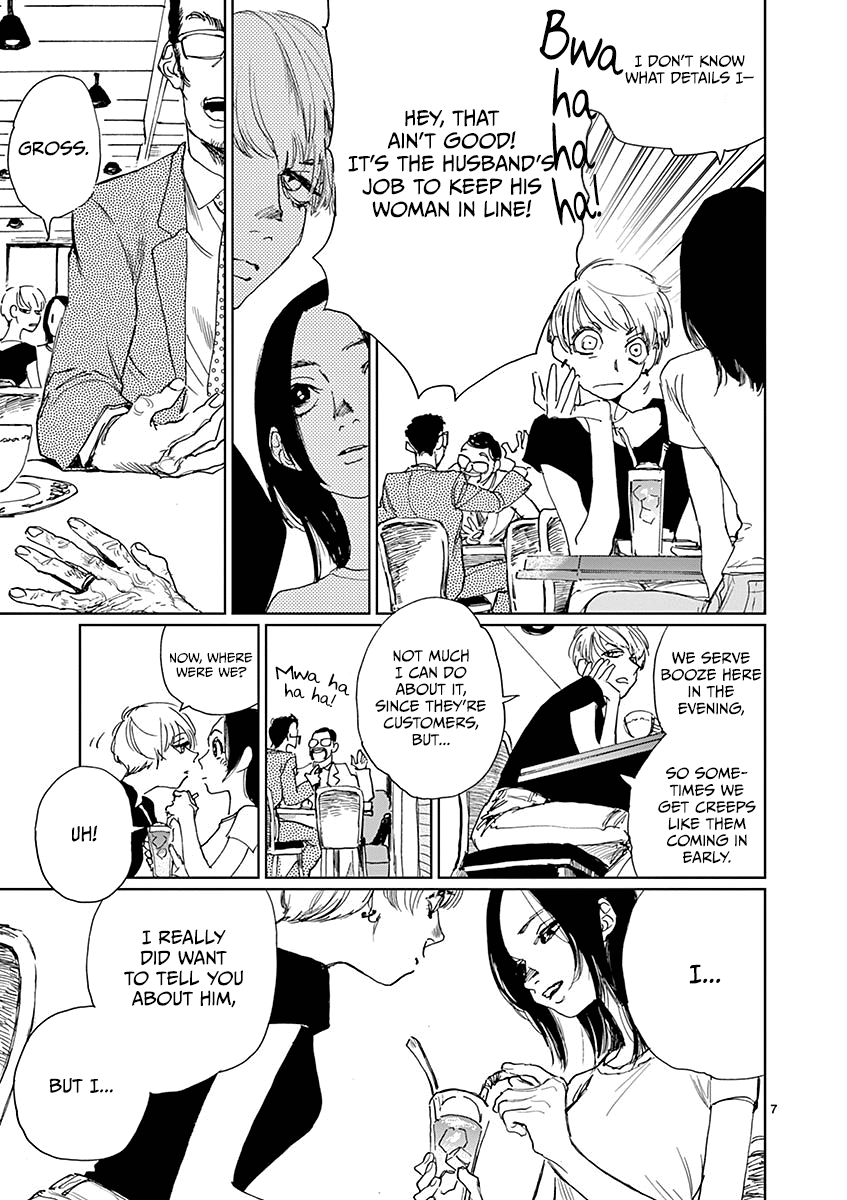 I DON'T KNOW
WHAT DETAILS I—
Bwa
ha
ha
ha!
HEY, THAT
AIN'T GOOD!
IT'S THE HUSBAND'S
JOB TO KEEP HIS
WOMAN IN LINE!
GROSS.
WE SERVE
BOOZE HERE
IN THE
EVENING,
SO SOME-
TIMES WE
GET CREEPS
LIKE THEM
COMING IN
EARLY.
NOT MUCH
I CAN DO
ABOUT IT,
SINCE THEY'RE
CUSTOMERS,
BUT...
Mwa ha
ha ha!
NOW, WHERE
WERE WE?
UH!
I...
I REALLY
DID WANT
TO TELL YOU
ABOUT HIM,
BUT I...
7